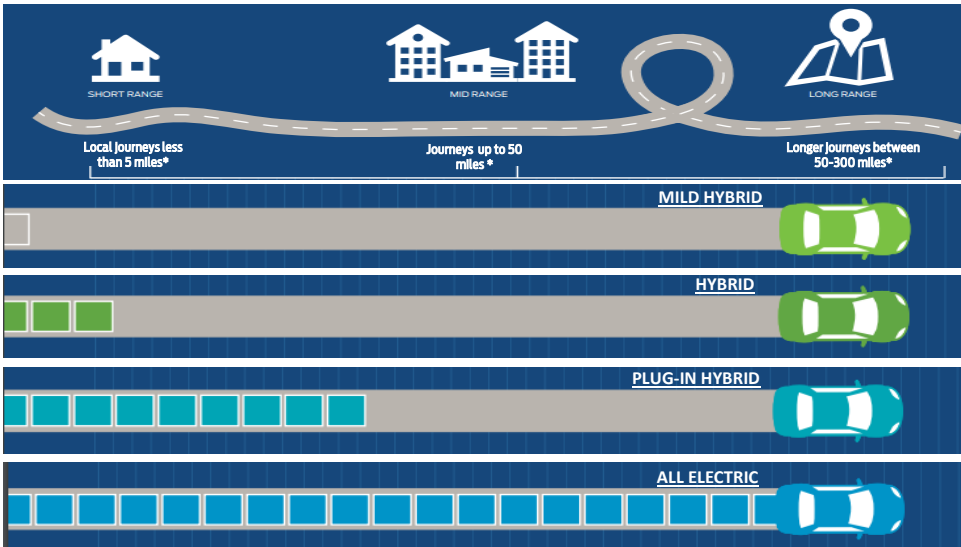 SHORT RANGE
MID RANGE
LONG RANGE
Local journeys less
than 5 miles*
Journeys up to 50
miles *
Longer journeys between
50-300 miles*
MILD HYBRID
HYBRID
PLUG-IN HYBRID
ALL ELECTRIC